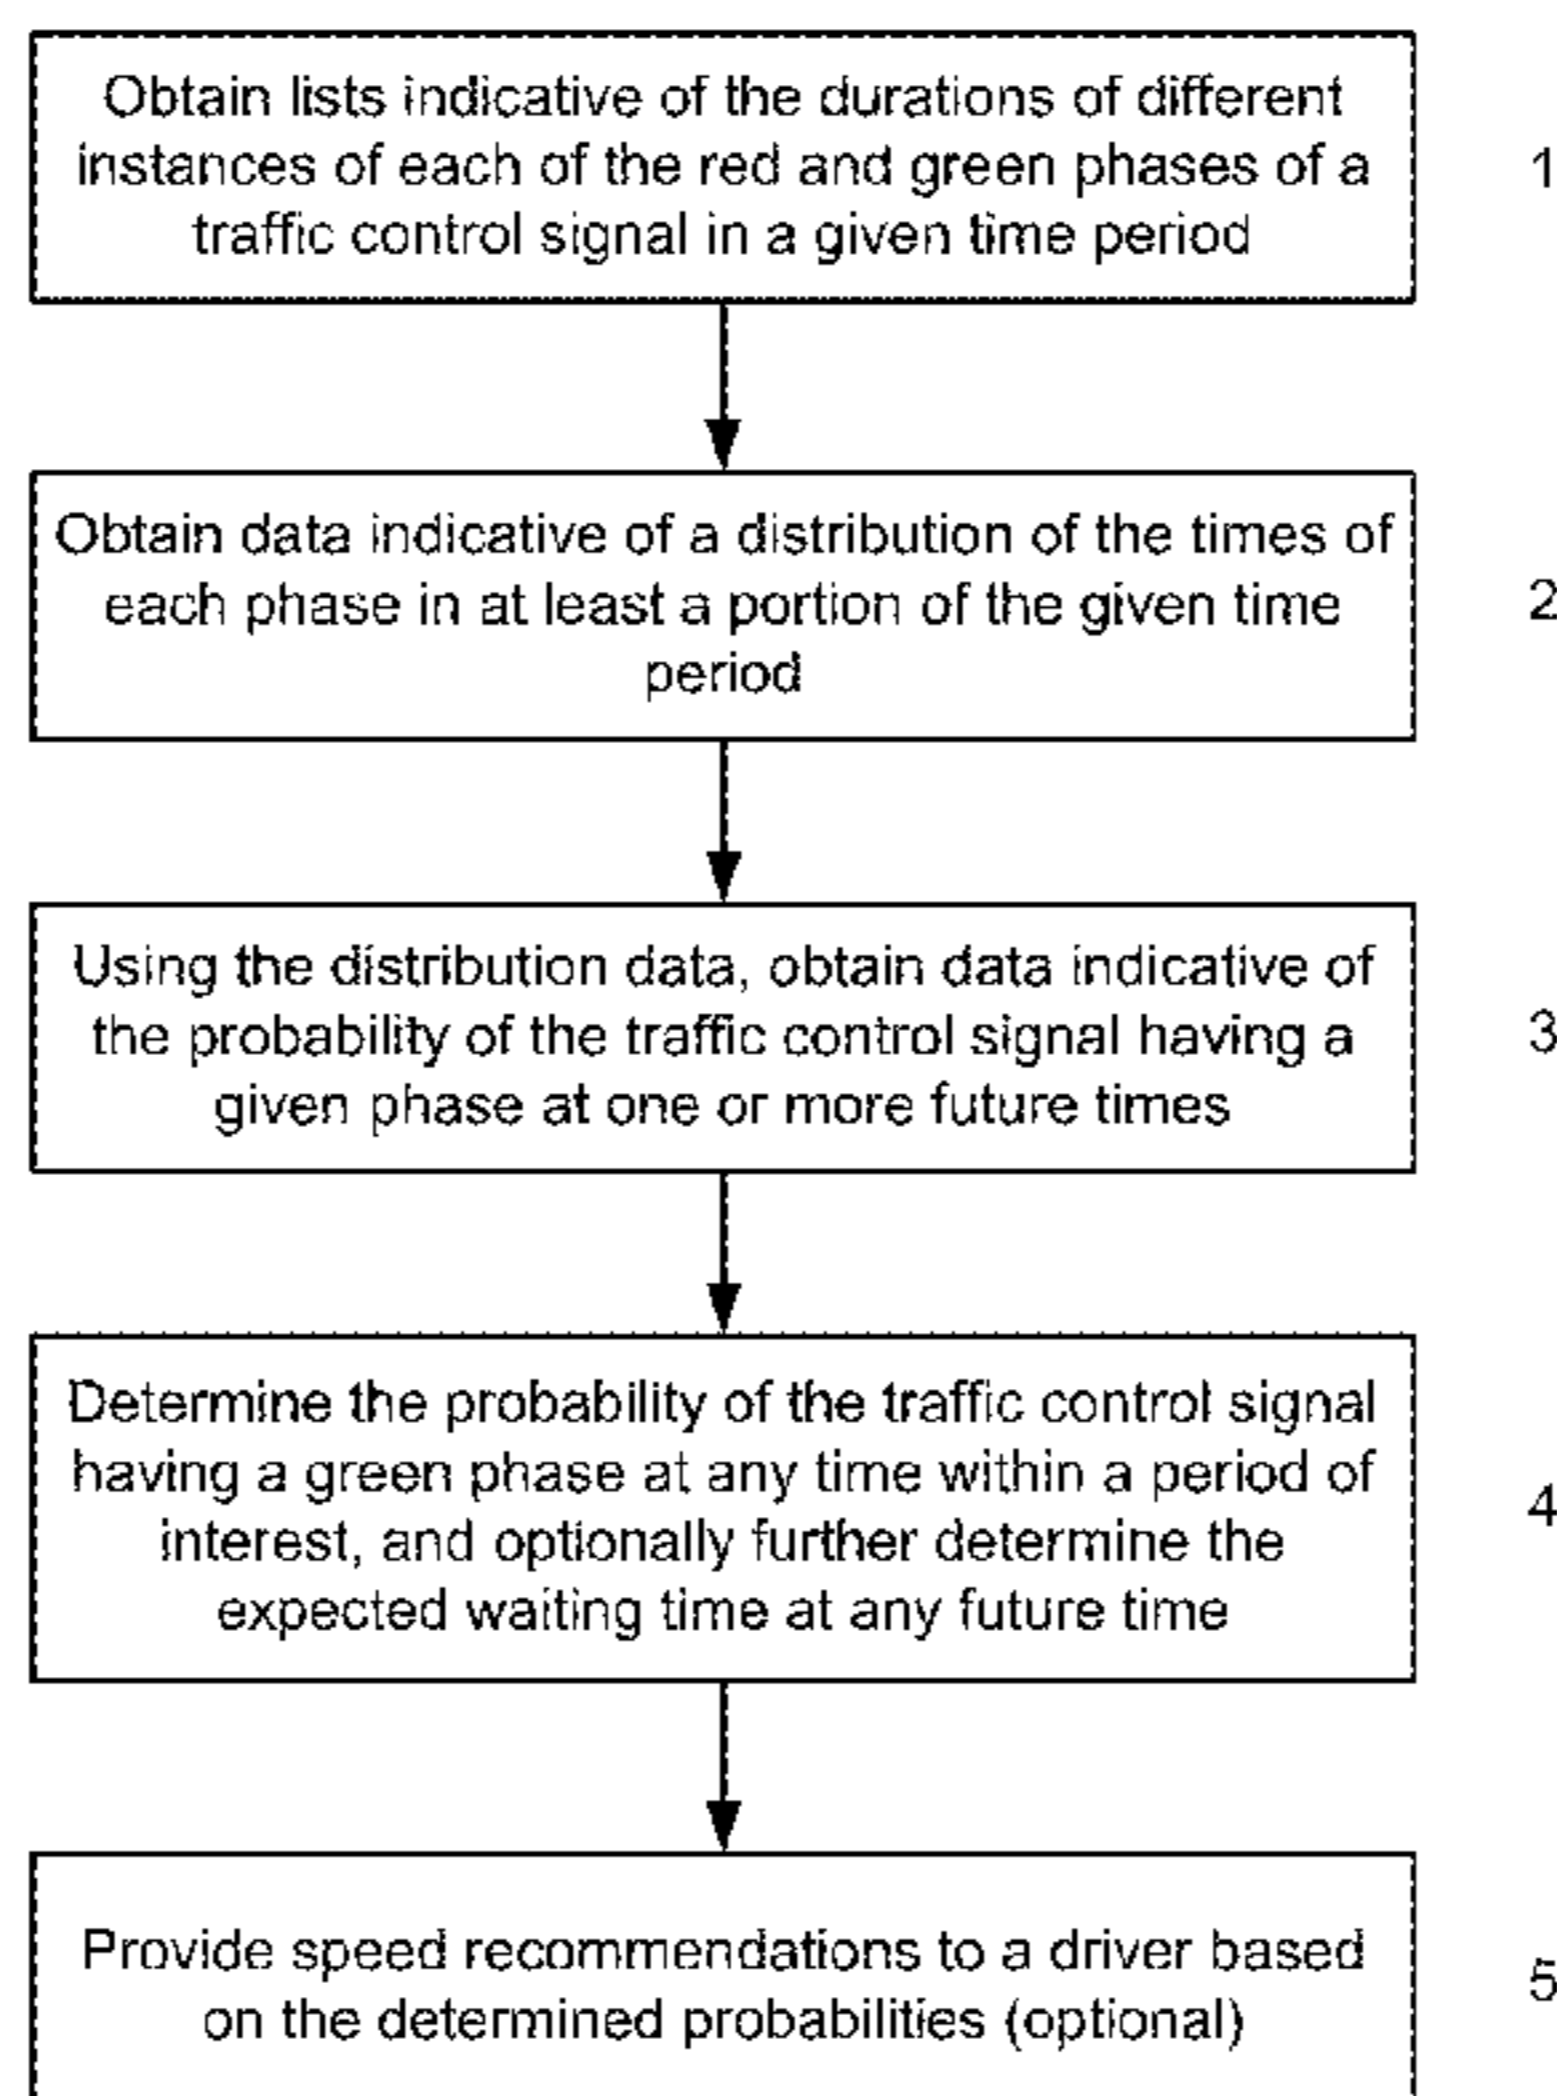 Obtain lists indicative of the durations of different
instances of each of the red and green phases of a
traffic control signal in a given time period
1
Obtain data indicative of a distribution of the times of
each phase in at least a portion of the given time
period
2
Using the distribution data, obtain data indicative of
the probability of the traffic control signal having a
given phase at one or more future times
3
Determine the probability of the traffic control signal
having a green phase at any time within a period of
interest, and optionally further determine the
expected waiting time at any future time
4
Provide speed recommendations to a driver based
on the determined probabilities (optional)
5